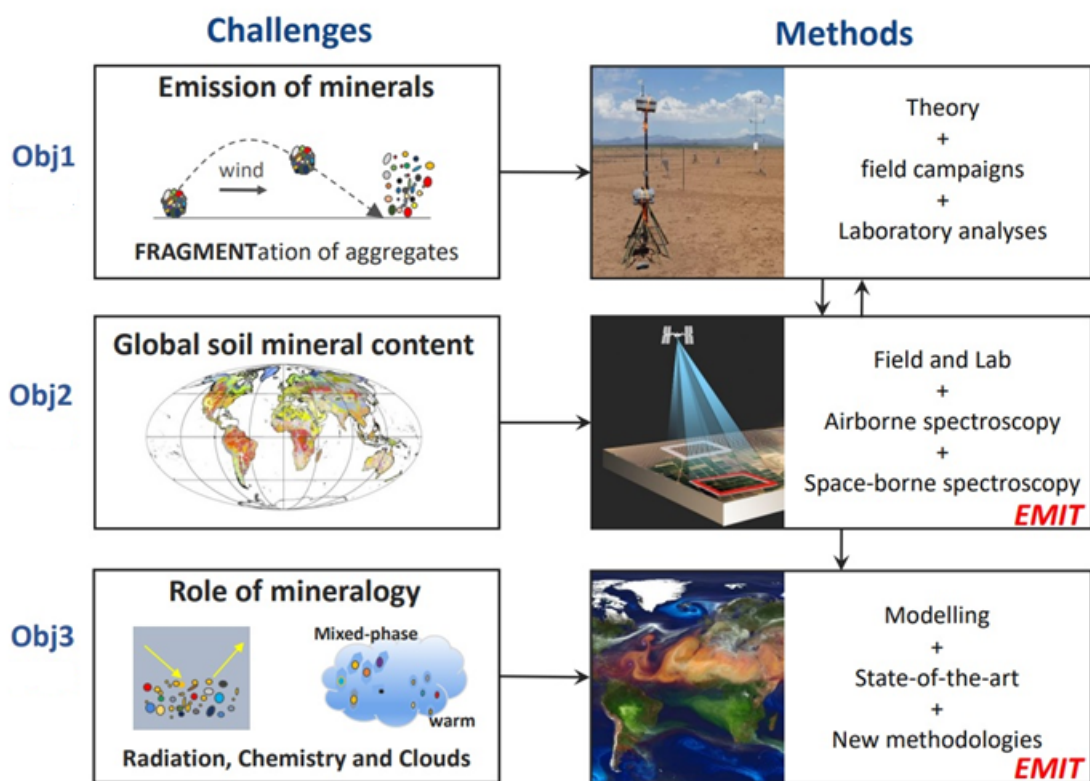 Challenges
Methods
Obj1
Emission of minerals
wind
FRAGMENTation of aggregates
Theory
+
field campaigns
+
Laboratory analyses
Obj2
Global soil mineral content
Field and Lab
+
Airborne spectroscopy
+
Space-borne spectroscopy
EMIT
Obj3
Role of mineralogy
Mixed-phase
warm
Radiation, Chemistry and Clouds
Modelling
+
State-of-the-art
+
New methodologies
EMIT